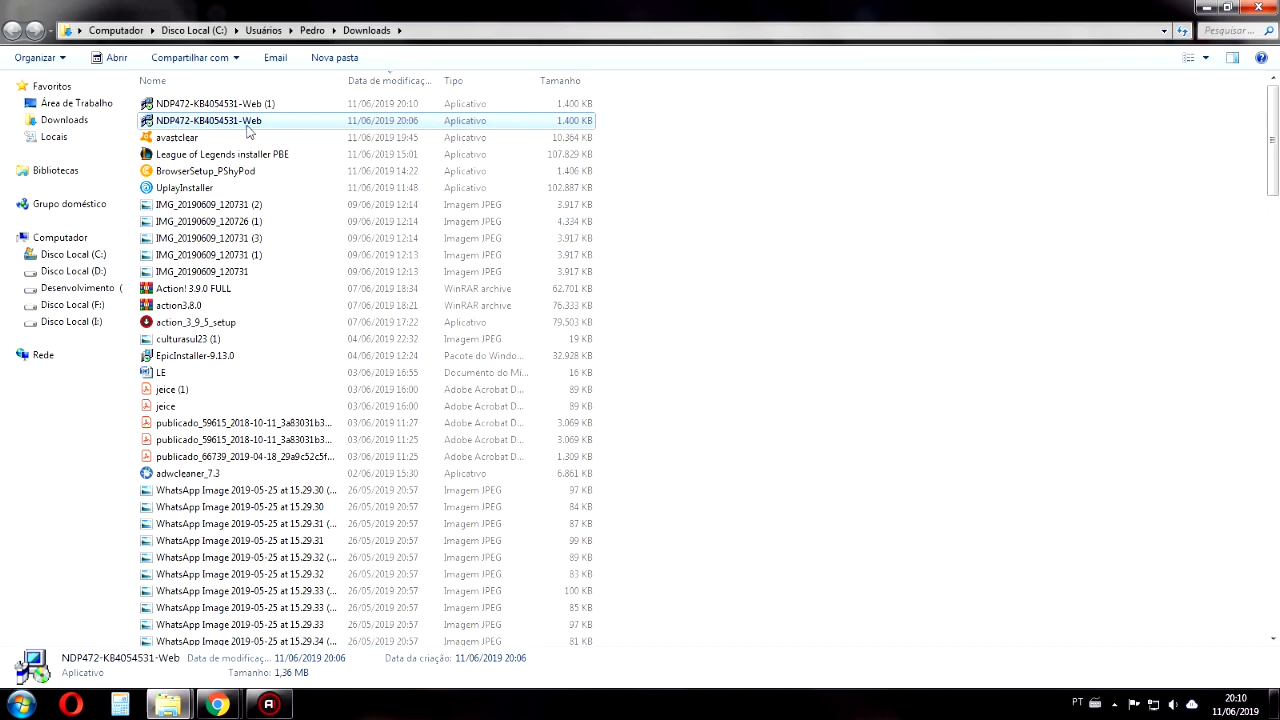 Computador ▸ Disco Local (C:) ▸ Usuários ▸ Pedro ▸ Downloads ▸ Pesquisar ...
Organizar Abrir Compartilhar com Email Nova pasta
Favoritos
Área de Trabalho
Downloads
Locais
Bibliotecas
Grupo doméstico
Computador
Disco Local (C:)
Disco Local (D:)
Desenvolvimento (
Disco Local (F:)
Disco Local (I:)
Rede
Nome Data de modificaç... Tipo Tamanho
NDP472-KB4054531-Web (1) 11/06/2019 20:10 Aplicativo 1.400 KB
NDP472-KB4054531-Web 11/06/2019 20:06 Aplicativo 1.400 KB
avastclear 11/06/2019 19:45 Aplicativo 10.364 KB
League of Legends installer PBE 11/06/2019 15:01 Aplicativo 107.829 KB
BrowserSetup_PShyPod 11/06/2019 14:22 Aplicativo 1.406 KB
UplayInstaller 11/06/2019 11:48 Aplicativo 102.887 KB
IMG_20190609_120731 (2) 09/06/2019 12:14 Imagem JPEG 3.917 KB
IMG_20190609_120726 (1) 09/06/2019 12:14 Imagem JPEG 4.334 KB
IMG_20190609_120731 (3) 09/06/2019 12:14 Imagem JPEG 3.917 KB
IMG_20190609_120731 (1) 09/06/2019 12:13 Imagem JPEG 3.917 KB
IMG_20190609_120731 09/06/2019 12:13 Imagem JPEG 3.917 KB
Action! 3.9.0 FULL 07/06/2019 18:34 WinRAR archive 62.701 KB
action3.8.0 07/06/2019 18:21 WinRAR archive 76.333 KB
action_3_9_5_setup 07/06/2019 17:22 Aplicativo 79.503 KB
culturasul23 (1) 04/06/2019 22:32 Imagem JPEG 19 KB
EpicInstaller-9.13.0 04/06/2019 12:24 Pacote do Windo... 32.928 KB
LE 03/06/2019 16:55 Documento do Mi... 16 KB
jeice (1) 03/06/2019 16:00 Adobe Acrobat D... 89 KB
jeice 03/06/2019 16:00 Adobe Acrobat D... 89 KB
publicado_59615_2018-10-11_3a83031b3... 03/06/2019 11:27 Adobe Acrobat D... 3.069 KB
publicado_59615_2018-10-11_3a83031b3... 03/06/2019 11:25 Adobe Acrobat D... 3.069 KB
publicado_66739_2019-04-18_29a9c52c5f... 03/06/2019 11:25 Adobe Acrobat D... 1.309 KB
adwcleaner_7.3 02/06/2019 15:30 Aplicativo 6.861 KB
WhatsApp Image 2019-05-25 at 15.29.30 (... 26/05/2019 20:57 Imagem JPEG 97 KB
WhatsApp Image 2019-05-25 at 15.29.30 26/05/2019 20:57 Imagem JPEG 84 KB
WhatsApp Image 2019-05-25 at 15.29.31 (... 26/05/2019 20:57 Imagem JPEG 87 KB
WhatsApp Image 2019-05-25 at 15.29.31 26/05/2019 20:57 Imagem JPEG 99 KB
WhatsApp Image 2019-05-25 at 15.29.32 (... 26/05/2019 20:57 Imagem JPEG 89 KB
WhatsApp Image 2019-05-25 at 15.29.32 26/05/2019 20:57 Imagem JPEG 83 KB
WhatsApp Image 2019-05-25 at 15.29.33 (... 26/05/2019 20:57 Imagem JPEG 100 KB
WhatsApp Image 2019-05-25 at 15.29.33 (... 26/05/2019 20:57 Imagem JPEG 85 KB
WhatsApp Image 2019-05-25 at 15.29.33 26/05/2019 20:57 Imagem JPEG 97 KB
WhatsApp Image 2019-05-25 at 15.29.34 (... 26/05/2019 20:57 Imagem JPEG 81 KB
NDP472-KB4054531-Web Data de modificaç... 11/06/2019 20:06 Data da criação: 11/06/2019 20:06
Aplicativo Tamanho: 1,36 MB
PT 20:10
11/06/2019